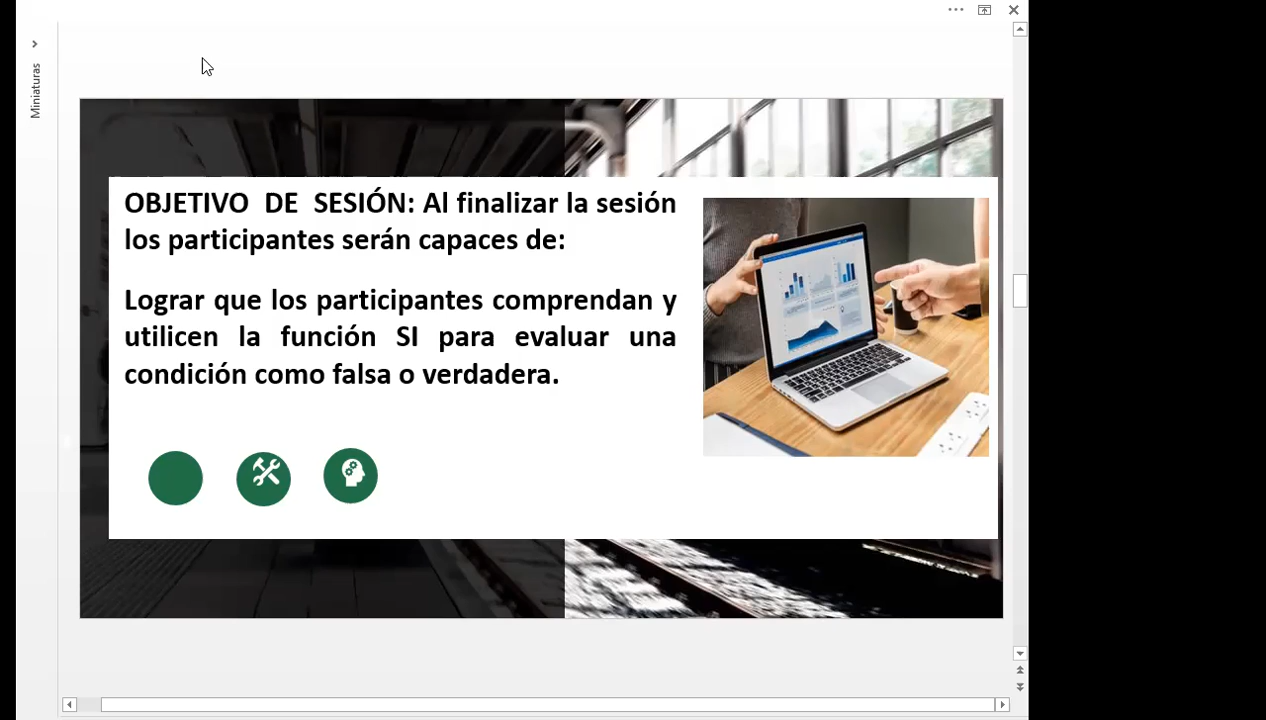 Miniaturas
OBJETIVO DE SESIÓN: Al finalizar la sesión
los participantes serán capaces de:
Lograr que los participantes comprendan y
utilicen la función SI para evaluar una
condición como falsa o verdadera.